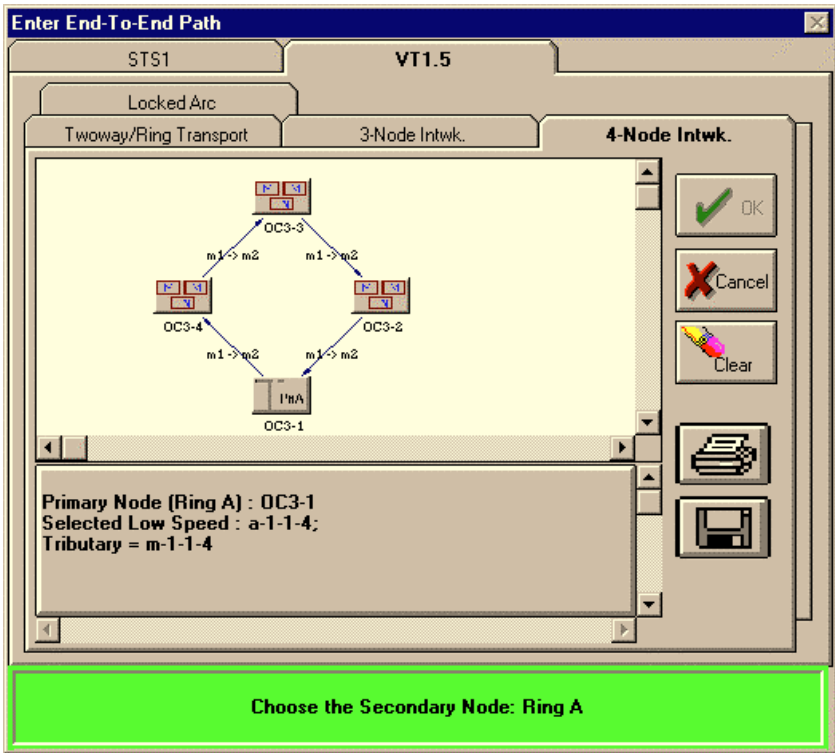 Enter End-To-End Path
STS1
VT1.5
Locked Arc
Twoway/Ring Transport
3-Node Intwk.
4-Node Intwk.
OC3-3
m1 -> m2
m1 -> m2
OC3-4
OC3-2
m1 -> m2
m1 -> m2
PMA
OC3-1
OK
Cancel
Clear
Primary Node (Ring A) : OC3-1
Selected Low Speed : a-1-1-4;
Tributary = m-1-1-4
Choose the Secondary Node: Ring A